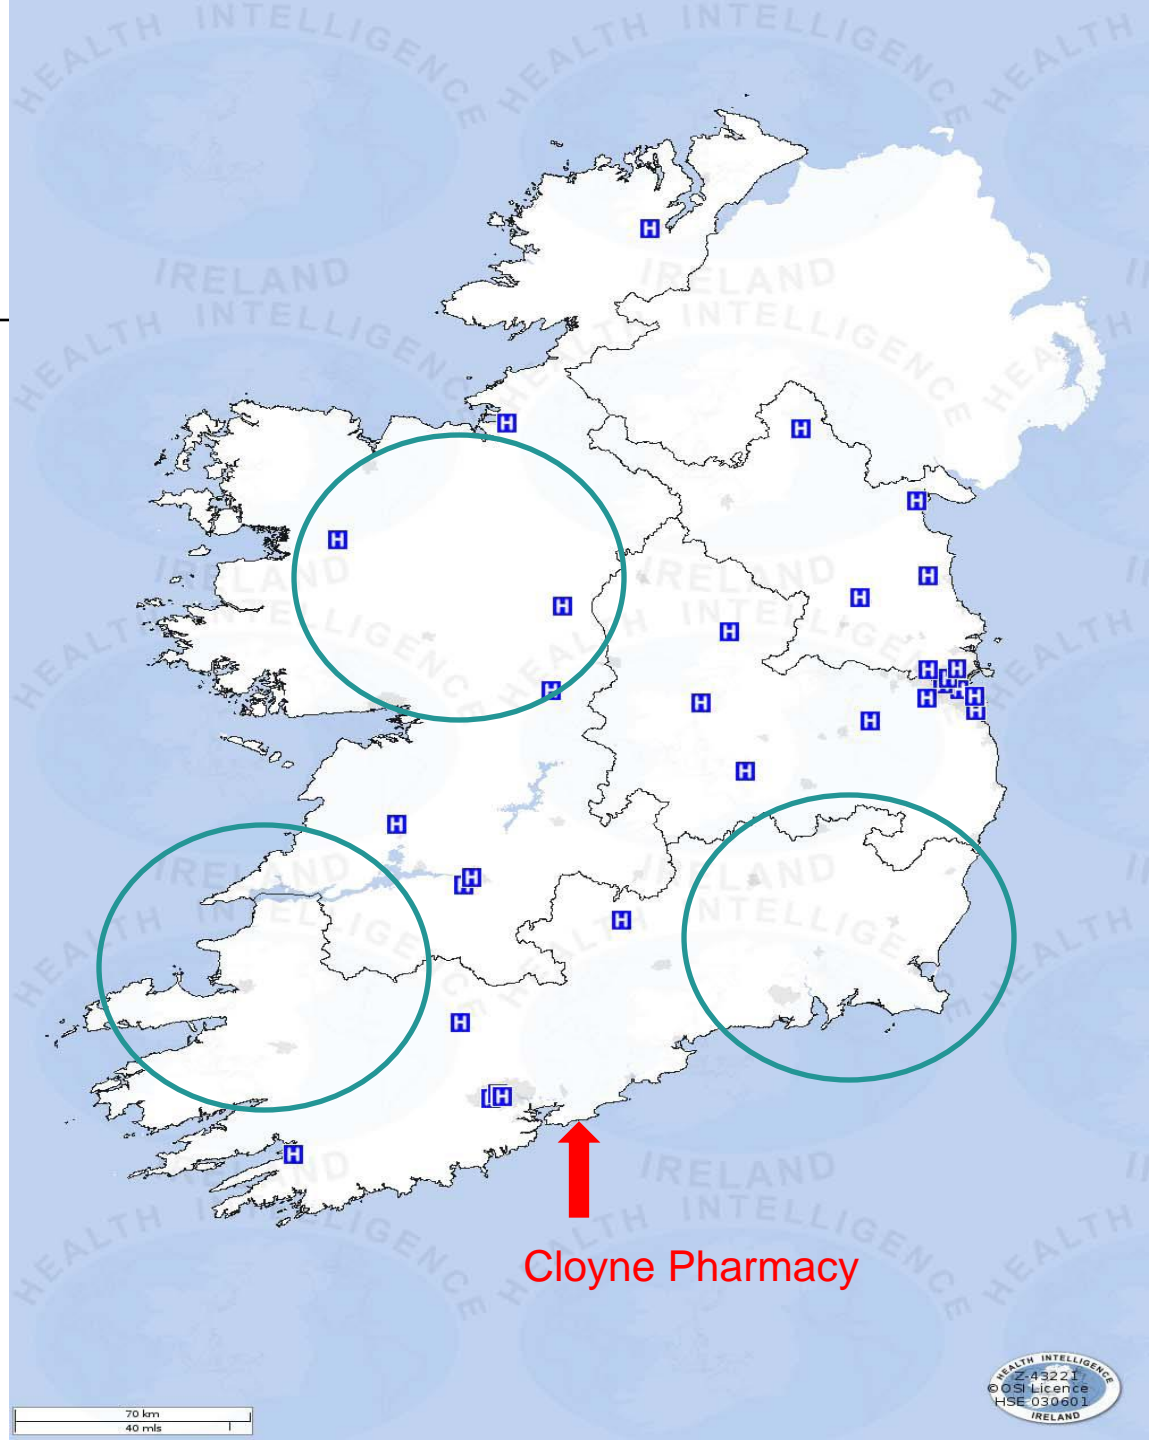 HEALTH INTELLIGENCE
IRELAND
Cloyne Pharmacy
70 km
40 mls
HEALTH INTELLIGENCE
Z-43221
©OSI Licence
HSE 030601
IRELAND